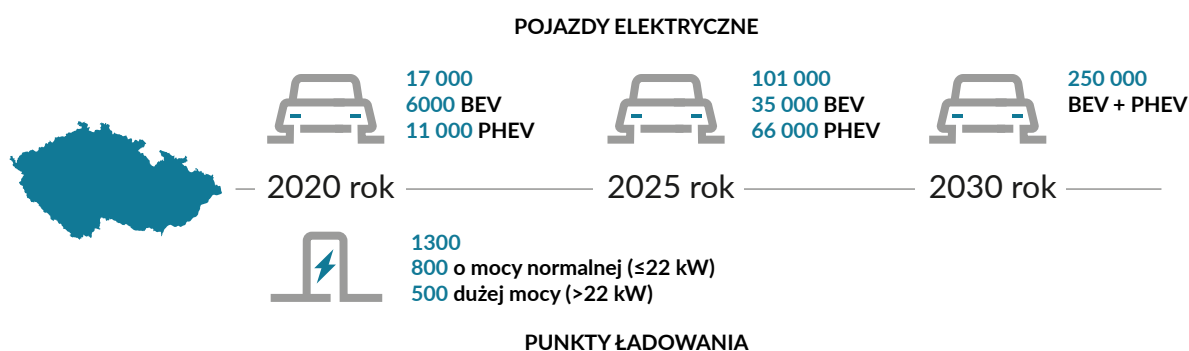 POJAZDY ELEKTRYCZNE
17 000
6000 BEV
11 000 PHEV
101 000
35 000 BEV
66 000 PHEV
250 000
BEV + PHEV
2020 rok
2025 rok
2030 rok
1300
800 o mocy normalnej (≤22 kW)
500 dużej mocy (>22 kW)
PUNKTY ŁADOWANIA